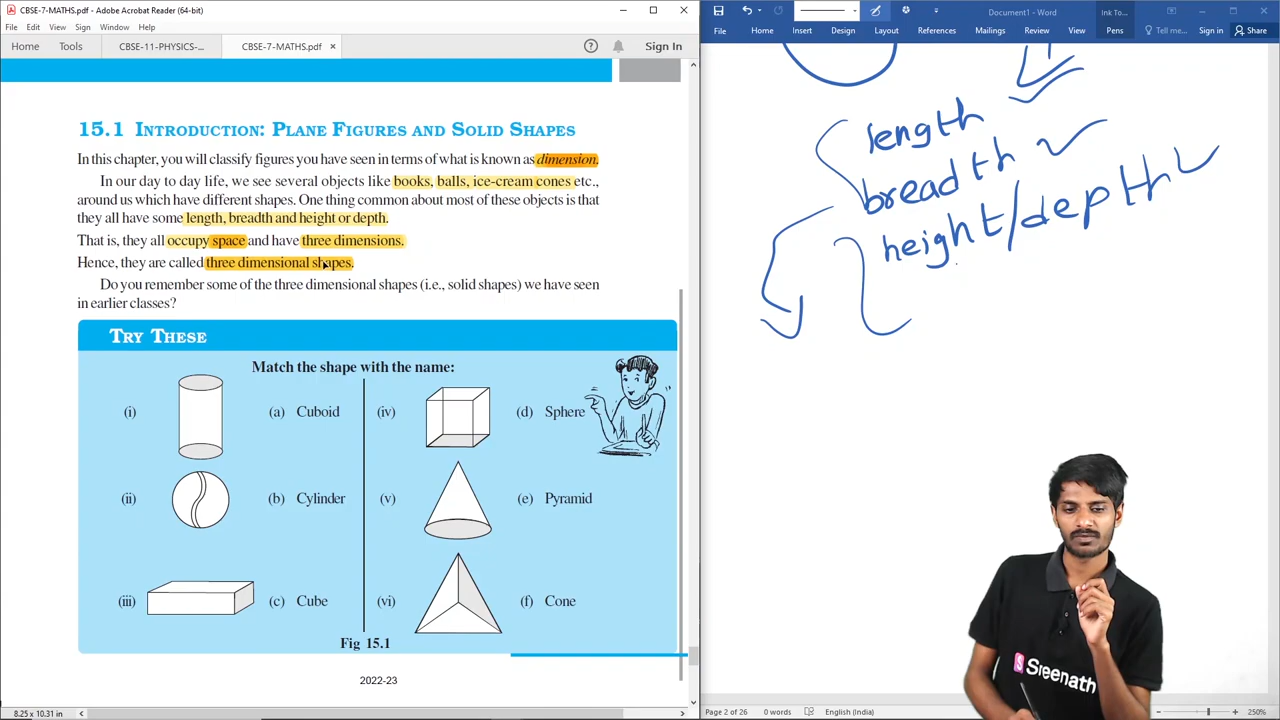 CBSE-7-MATHS.pdf - Adobe Acrobat Reader (64-bit)
File Edit View Sign Window Help
Home Tools CBSE-11-PHYSICS-... CBSE-7-MATHS.pdf × Sign In
15.1 INTRODUCTION: PLANE FIGURES AND SOLID SHAPES
In this chapter, you will classify figures you have seen in terms of what is known as dimension.
In our day to day life, we see several objects like books, balls, ice-cream cones etc.,
around us which have different shapes. One thing common about most of these objects is that
they all have some length, breadth and height or depth.
That is, they all occupy space and have three dimensions.
Hence, they are called three dimensional shapes.
Do you remember some of the three dimensional shapes (i.e., solid shapes) we have seen
in earlier classes?
TRY THESE
Match the shape with the name:
(i) (a) Cuboid (iv) (d) Sphere
(ii) (b) Cylinder (v) (e) Pyramid
(iii) (c) Cube (vi) (f) Cone
Fig 15.1
2022-23
8.25 x 10.31 in
Document1 - Word Ink To...
File Home Insert Design Layout References Mailings Review View Pens Tell me... Sign in Share
length
breadth
height/depth
Sreenath
Page 2 of 26 0 words English (India) 250%